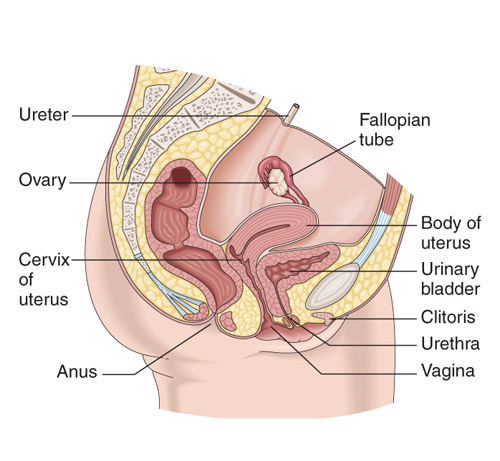 Ureter
Ovary
Cervix
of
uterus
Anus
Fallopian
tube
Body of
uterus
Urinary
bladder
Clitoris
Urethra
Vagina